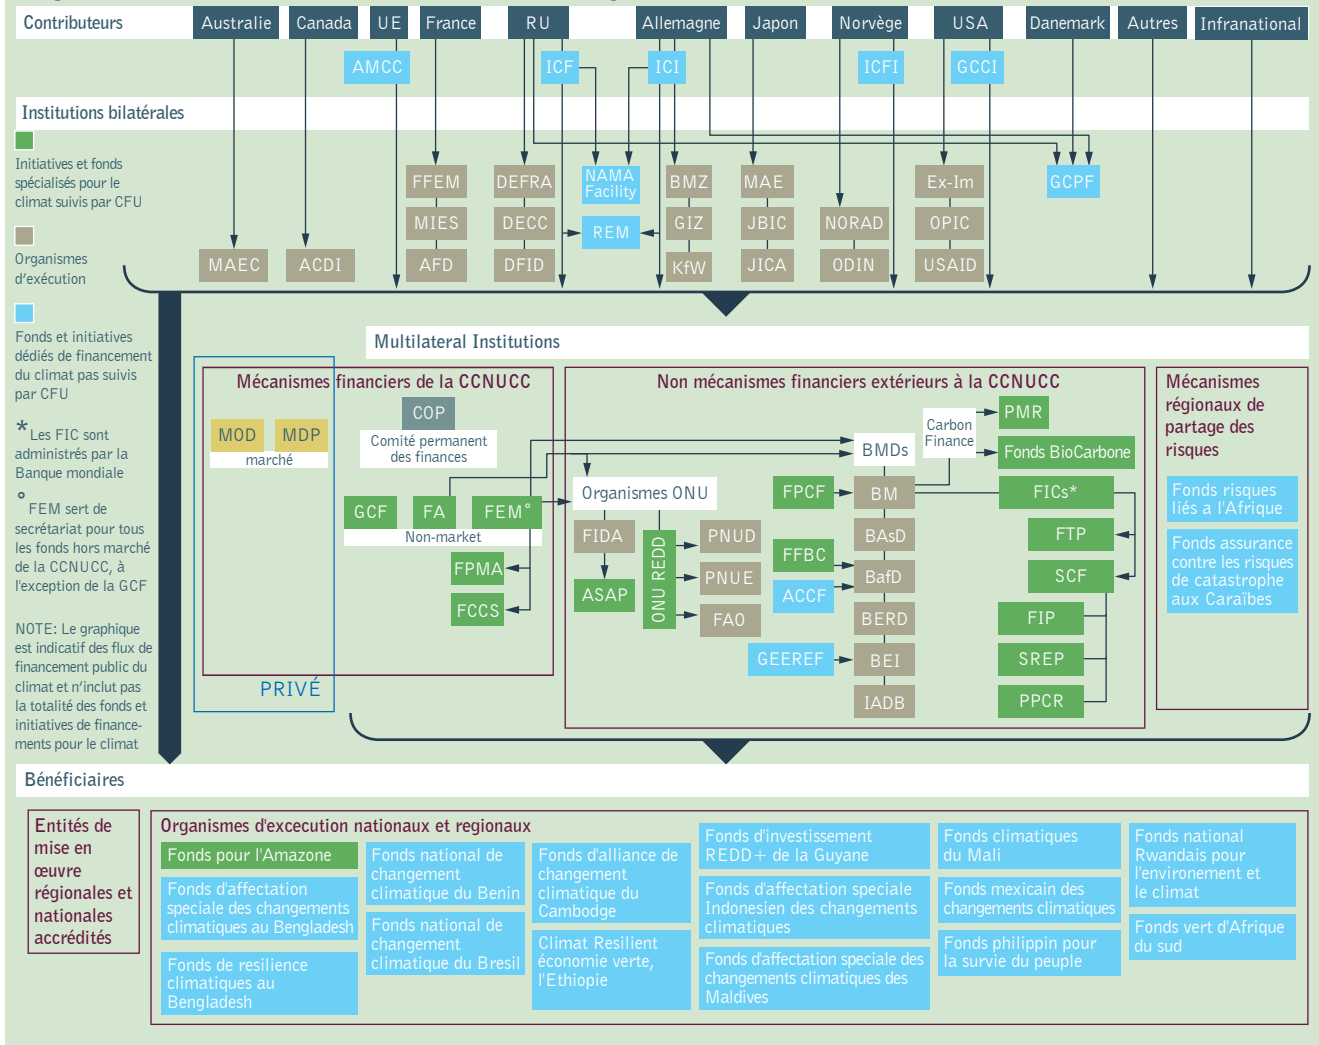 Contributeurs
Australie
Canada
UE
France
RU
Allemagne
Japon
Norvège
USA
Danemark
Autres
Infranational
AMCC
ICF
ICI
ICFI
GCCI
Institutions bilatérales
Initiatives et fonds
spécialisés pour le
climat suivis par CFU
Organismes
d'exécution
Fonds et initiatives
dédiés de financement
du climat pas suivis
par CFU
*Les FIC sont
administrés par la
Banque mondiale
° FEM sert de
secrétariat pour tous
les fonds hors marché
de la CCNUCC, à
l'exception de la GCF
NOTE: Le graphique
est indicatif des flux de
financement public du
climat et n'inclut pas
la totalité des fonds et
initiatives de finance-
ments pour le climat
MAEC
ACDI
FFEM
MIES
AFD
DEFRA
DECC
DFID
NAMA
Facility
REM
BMZ
GIZ
KfW
MAE
JBIC
JICA
NORAD
ODIN
Ex-Im
OPIC
USAID
GCPF
Multilateral Institutions
Mécanismes financiers de la CCNUCC
COP
Comité permanent
des finances
MOD
MDP
marché
GCF
FA
FEM°
Non-market
FPMA
FCCS
PRIVÉ
Non mécanismes financiers extérieurs à la CCNUCC
Organismes ONU
FIDA
ASAP
ONU REDD
PNUD
PNUE
FAO
FPCF
FFBC
ACCF
GEEREF
BMDs
BM
BAsD
BafD
BERD
BEI
IADB
Carbon
Finance
PMR
Fonds BioCarbone
FICs*
FTP
SCF
FIP
SREP
PPCR
Mécanismes
régionaux de
partage des
risques
Fonds risques
liés a l'Afrique
Fonds assurance
contre les risques
de catastrophe
aux Caraïbes
Bénéficiaires
Entités de
mise en
œuvre
régionales et
nationales
accrédités
Organismes d'excecution nationaux et regionaux
Fonds pour l'Amazone
Fonds d'affectation
speciale des changements
climatiques au Bengladesh
Fonds de resilience
climatiques au
Bengladesh
Fonds national de
changement
climatique du Benin
Fonds national de
changement
climatique du Bresil
Fonds d'alliance de
changement
climatique du
Cambodge
Climat Resilient
économie verte,
l'Ethiopie
Fonds d'investissement
REDD+ de la Guyane
Fonds d'affectation speciale
Indonesien des changements
climatiques
Fonds d'affectation speciale des
changements climatiques des
Maldives
Fonds climatiques
du Mali
Fonds mexicain des
changements climatiques
Fonds philippin pour
la survie du peuple
Fonds national
Rwandais pour
l'environement et
le climat
Fonds vert d'Afrique
du sud